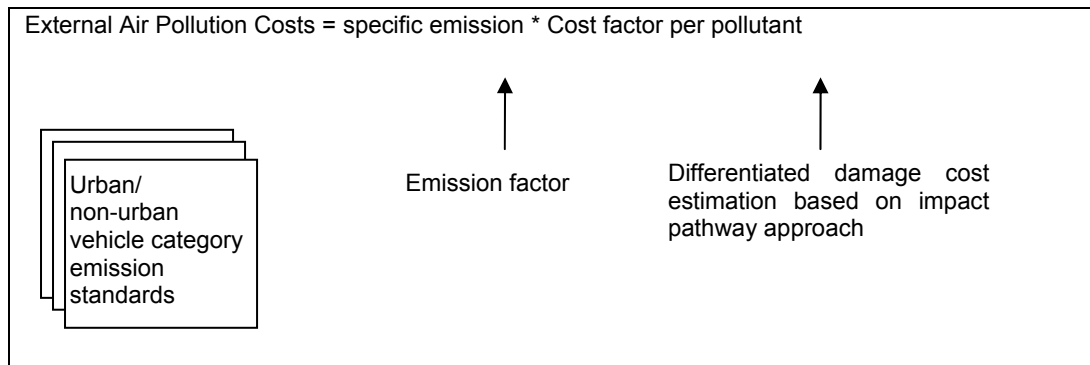 External Air Pollution Costs = specific emission * Cost factor per pollutant
Urban/
non-urban
vehicle category
emission
standards
Emission factor
Differentiated damage cost
estimation based on impact
pathway approach